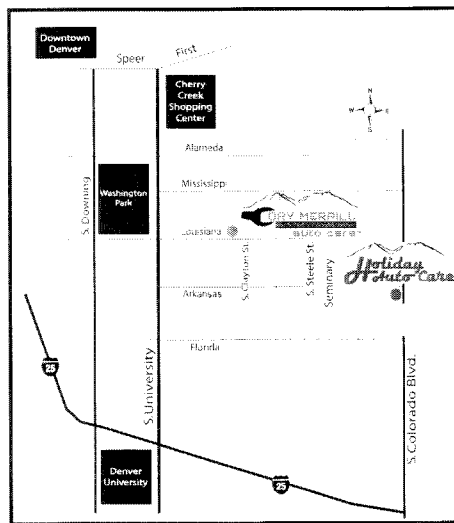 Downtown
Denver
Speer
First
Cherry
Creek
Shopping
Center
N
W
E
S
Alameda
S. Downing
Washington
Park
Mississippi
DAY MERRILL
auto care
Louisiana
S. Clayton St.
S. Steele St.
Seminary
Holiday
Auto Care
Arkansas
S. University
Florida
S. Colorado Blvd.
25
Denver
University
25